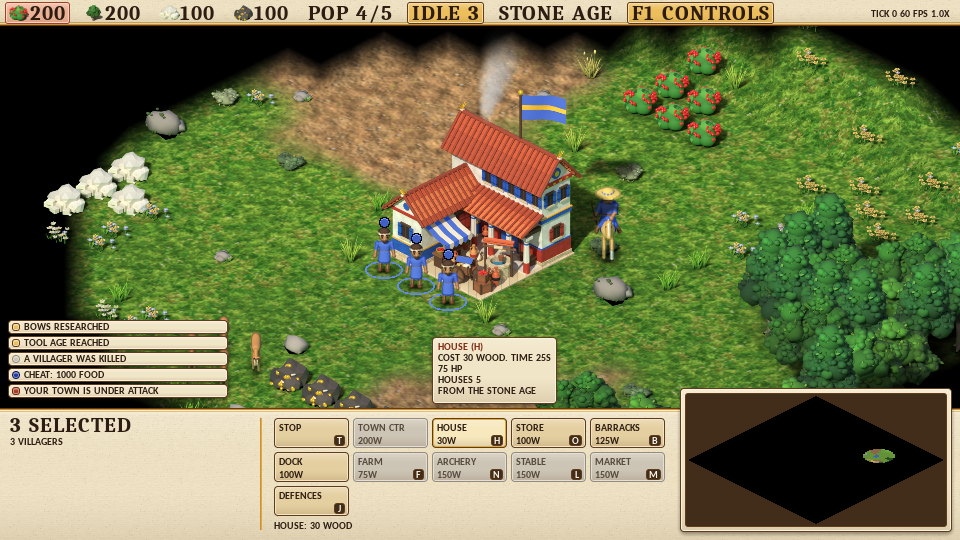 200 200 100 100 POP 4/5 IDLE 3 STONE AGE F1 CONTROLS TICK 0 60 FPS 1.0X
BOWS RESEARCHED
TOOL AGE REACHED
A VILLAGER WAS KILLED
CHEAT: 1000 FOOD
YOUR TOWN IS UNDER ATTACK
HOUSE (H)
COST 30 WOOD. TIME 25S
75 HP
HOUSES 5
FROM THE STONE AGE
3 SELECTED
3 VILLAGERS
STOP T
TOWN CTR
200W
HOUSE
30W H
STORE
100W O
BARRACKS
125W B
DOCK
100W
FARM
75W F
ARCHERY
150W N
STABLE
150W L
MARKET
150W M
DEFENCES J
HOUSE: 30 WOOD